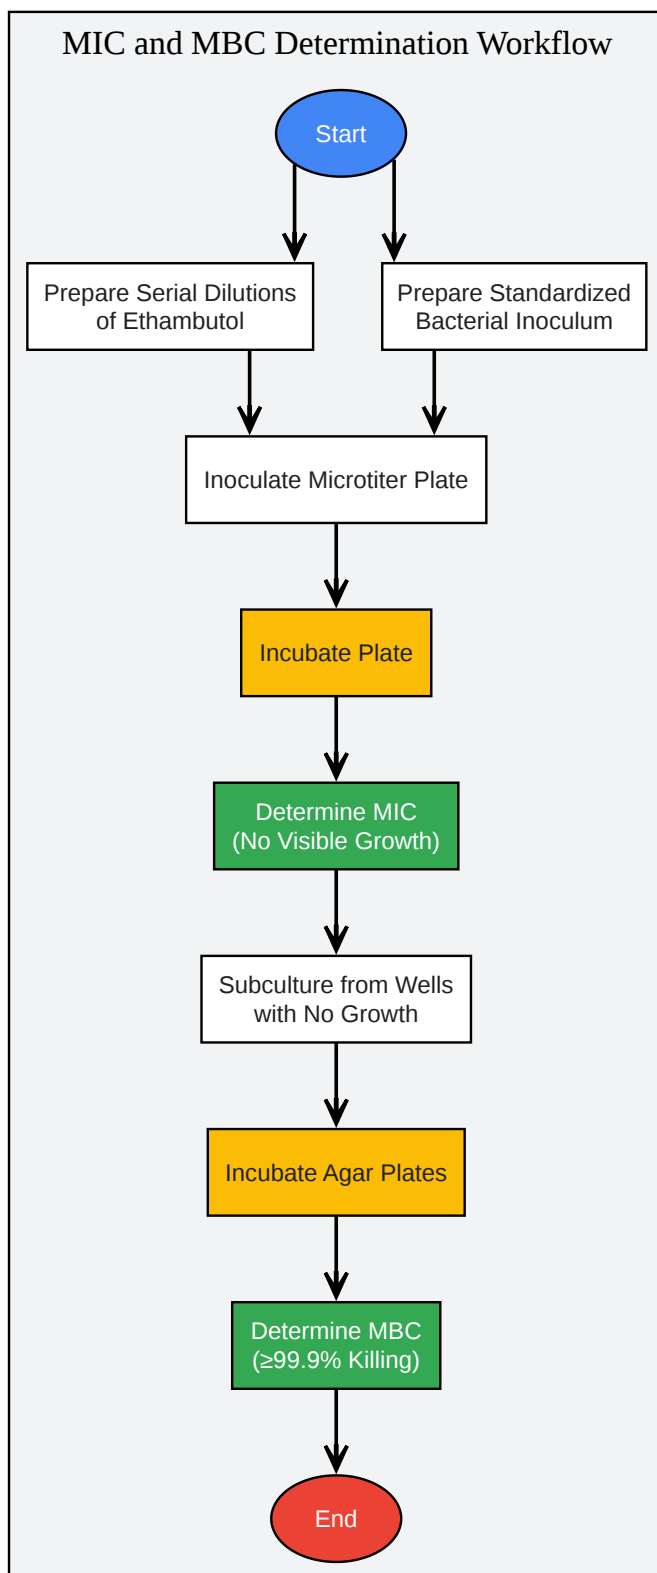 MIC and MBC Determination Workflow
Start
Prepare Serial Dilutions
of Ethambutol
Prepare Standardized
Bacterial Inoculum
Inoculate Microtiter Plate
Incubate Plate
Determine MIC
(No Visible Growth)
Subculture from Wells
with No Growth
Incubate Agar Plates
Determine MBC
(≥99.9% Killing)
End